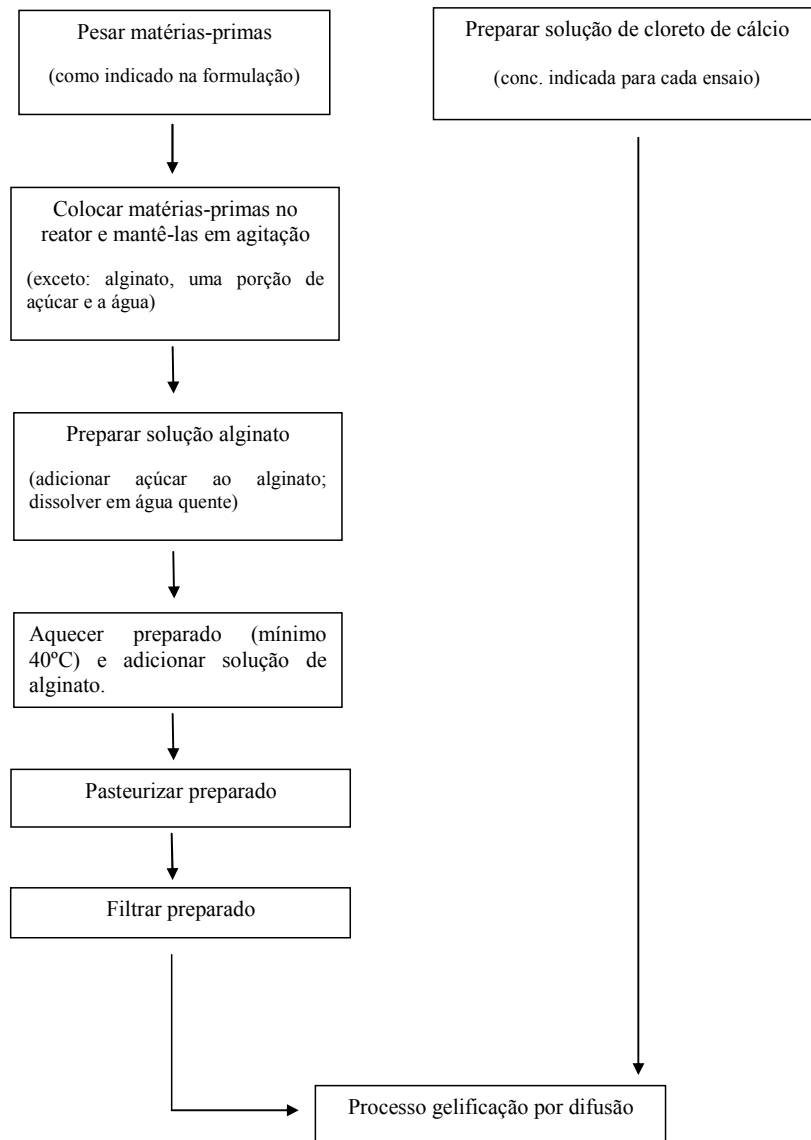 Pesar matérias-primas
(como indicado na formulação)
Preparar solução de cloreto de cálcio
(conc. indicada para cada ensaio)
Colocar matérias-primas no
reator e mantê-las em agitação
(exceto: alginato, uma porção de
açúcar e a água)
Preparar solução alginato
(adicionar açúcar ao alginato;
dissolver em água quente)
Aquecer preparado (mínimo
40ºC) e adicionar solução de
alginato.
Pasteurizar preparado
Filtrar preparado
Processo gelificação por difusão